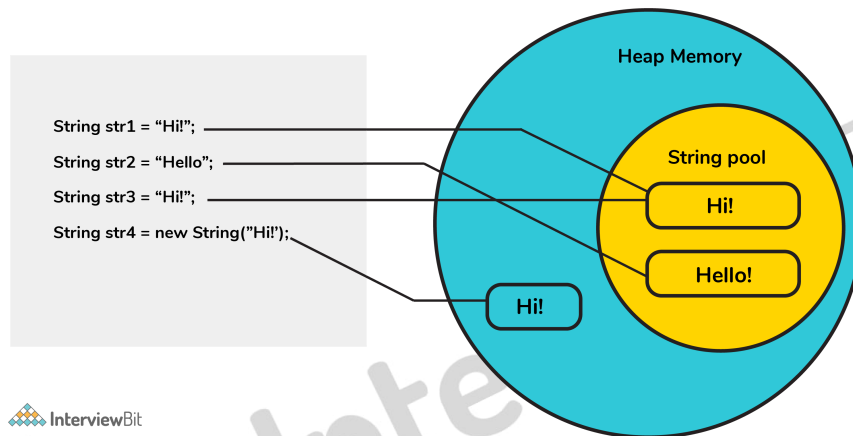 Heap Memory
String pool
String str1 = “Hi!”;
String str2 = “Hello”;
String str3 = “Hi!”;
String str4 = new String(”Hi!’);
Hi!
Hello!
Hi!
InterviewBit